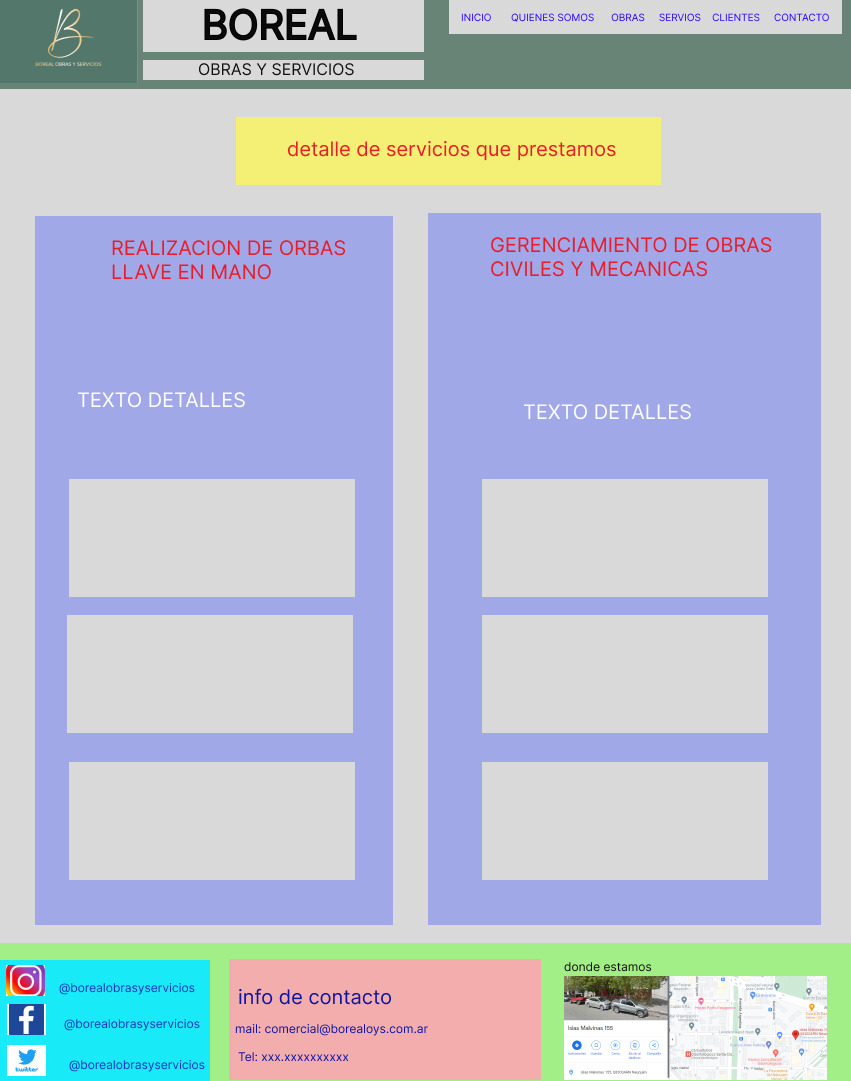 BOREAL OBRAS Y SERVICIOS
BOREAL
OBRAS Y SERVICIOS
INICIO QUIENES SOMOS OBRAS SERVIOS CLIENTES CONTACTO
detalle de servicios que prestamos
REALIZACION DE ORBAS
LLAVE EN MANO
TEXTO DETALLES
GERENCIAMIENTO DE OBRAS
CIVILES Y MECANICAS
TEXTO DETALLES
@borealobrasyservicios
@borealobrasyservicios
twitter
@borealobrasyservicios
info de contacto
mail: comercial@borealoys.com.ar
Tel: xxx.xxxxxxxxxx
donde estamos
Islas Malvinas 155